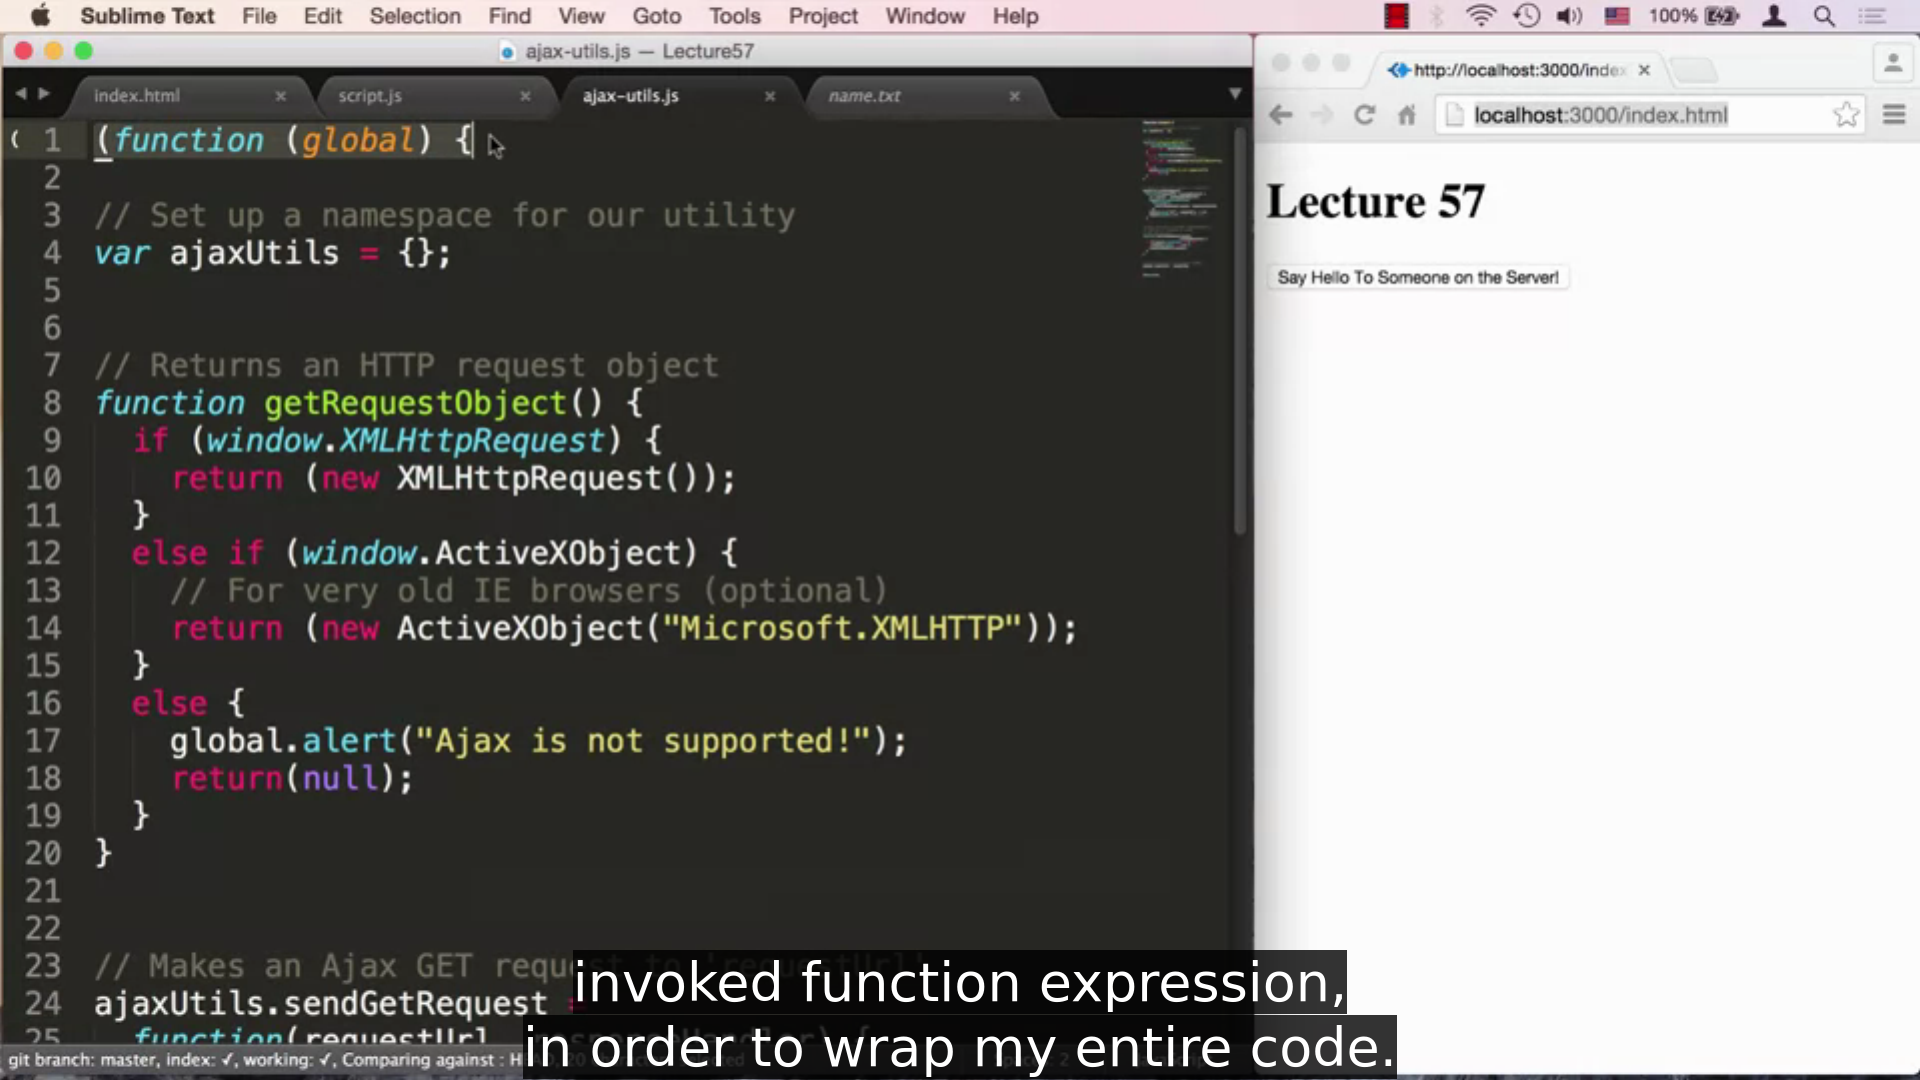 Sublime Text File Edit Selection Find View Goto Tools Project Window Help 100%
ajax-utils.js — Lecture57
index.html script.js ajax-utils.js name.txt
http://localhost:3000/inde
localhost:3000/index.html
Lecture 57
Say Hello To Someone on the Server!
1 (function (global) {
2
3 // Set up a namespace for our utility
4 var ajaxUtils = {};
5
6
7 // Returns an HTTP request object
8 function getRequestObject() {
9 if (window.XMLHttpRequest) {
10 return (new XMLHttpRequest());
11 }
12 else if (window.ActiveXObject) {
13 // For very old IE browsers (optional)
14 return (new ActiveXObject("Microsoft.XMLHTTP"));
15 }
16 else {
17 global.alert("Ajax is not supported!");
18 return(null);
19 }
20 }
21
22
23 // Makes an Ajax GET request to 'requestUrl'
24 ajaxUtils.sendGetRequest =
25 function(requestUrl, responseHandler) {
git branch: master, index: ✓, working: ✓, Comparing against :
invoked function expression,
in order to wrap my entire code.